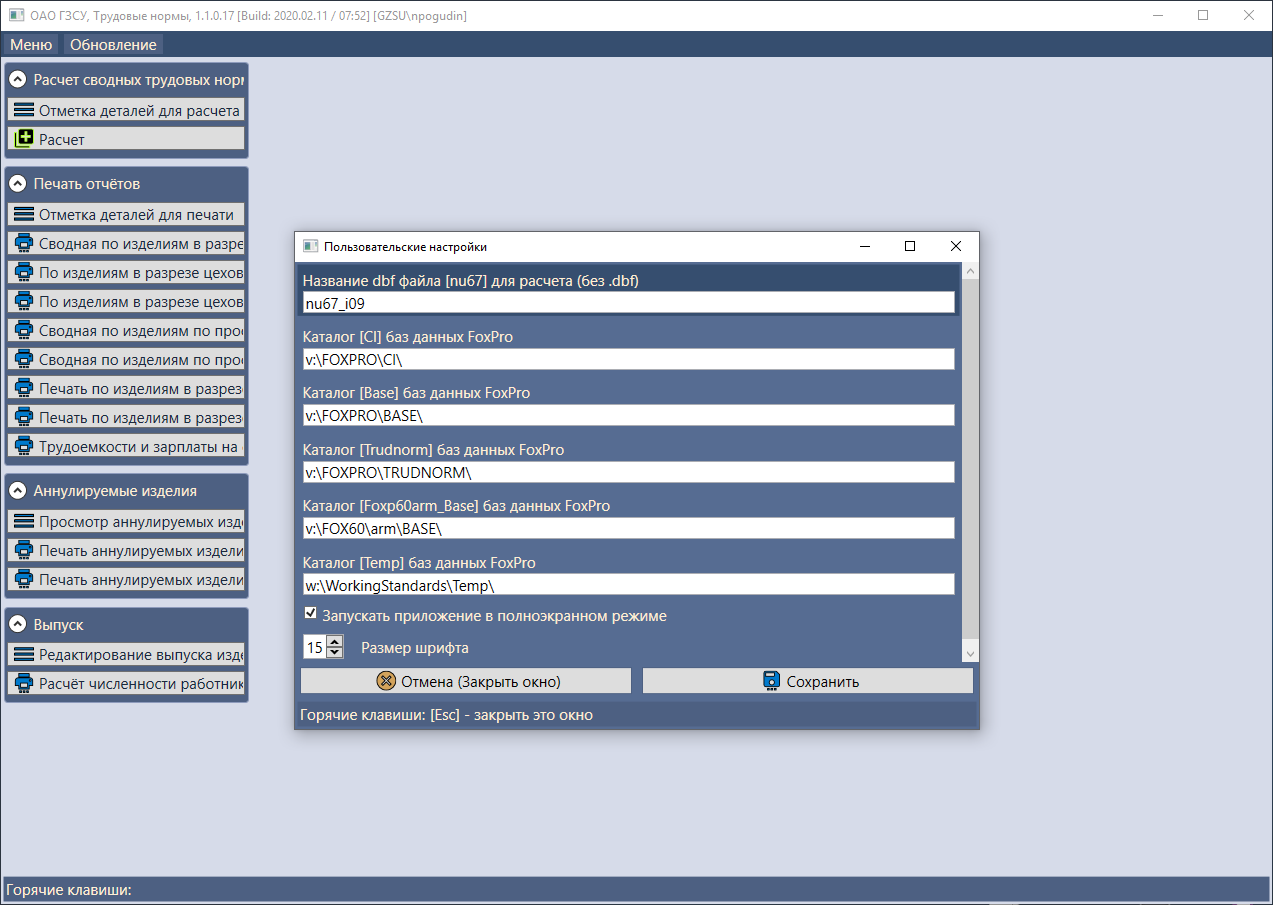 ОАО ГЗСУ, Трудовые нормы, 1.1.0.17 [Build: 2020.02.11 / 07:52] [GZSU\npogudin]
Меню Обновление
Расчет сводных трудовых норм
Отметка деталей для расчета
Расчет
Печать отчётов
Отметка деталей для печати
Сводная по изделиям в разре
По изделиям в разрезе цехов
По изделиям в разрезе цехов
Сводная по изделиям по про
Сводная по изделиям по про
Печать по изделиям в разрез
Печать по изделиям в разрез
Трудоемкости и зарплаты на
Аннулируемые изделия
Просмотр аннулируемых изд
Печать аннулируемых издели
Печать аннулируемых издели
Выпуск
Редактирование выпуска изд
Расчёт численности работник
Пользовательские настройки
Название dbf файла [nu67] для расчета (без .dbf)
nu67_i09
Каталог [Cl] баз данных FoxPro
v:\FOXPRO\Cl\
Каталог [Base] баз данных FoxPro
v:\FOXPRO\BASE\
Каталог [Trudnorm] баз данных FoxPro
v:\FOXPRO\TRUDNORM\
Каталог [Foxp60arm_Base] баз данных FoxPro
v:\FOX60\arm\BASE\
Каталог [Temp] баз данных FoxPro
w:\WorkingStandards\Temp\
Запускать приложение в полноэкранном режиме
15 Размер шрифта
Отмена (Закрыть окно) Сохранить
Горячие клавиши: [Esc] - закрыть это окно
Горячие клавиши: